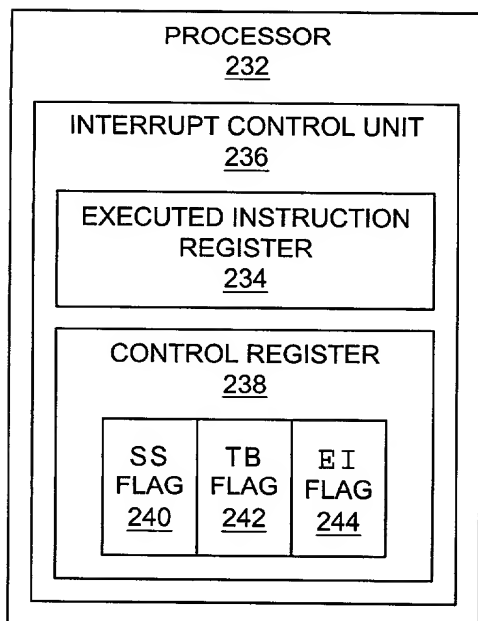 PROCESSOR
232
INTERRUPT CONTROL UNIT
236
EXECUTED INSTRUCTION
REGISTER
234
CONTROL REGISTER
238
SS FLAG 240
TB FLAG 242
EI FLAG 244